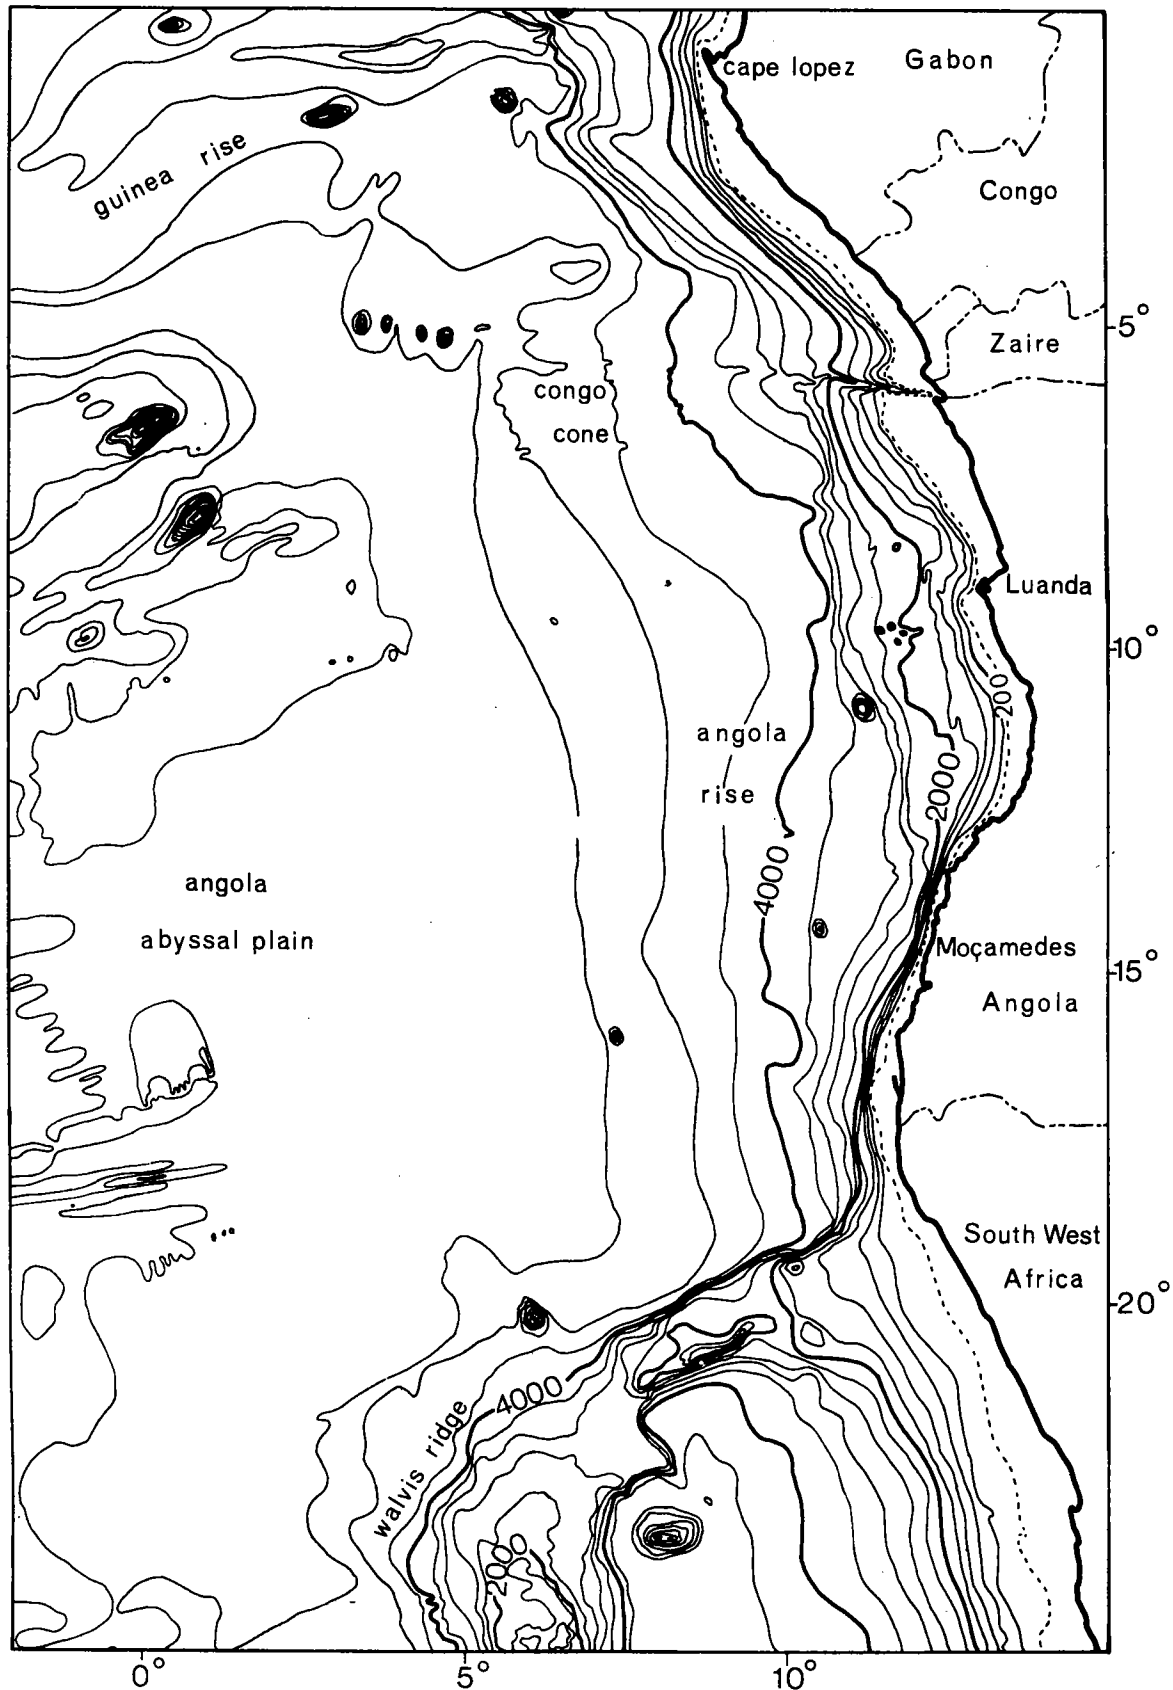 cape lopez
Gabon
guinea rise
Congo
5°
Zaire
congo
cone
Luanda
10°
200
angola
rise
2000
4000
angola
abyssal plain
Moçamedes
15°
Angola
South West
Africa
20°
4000
walvis ridge
2000
0°
5°
10°